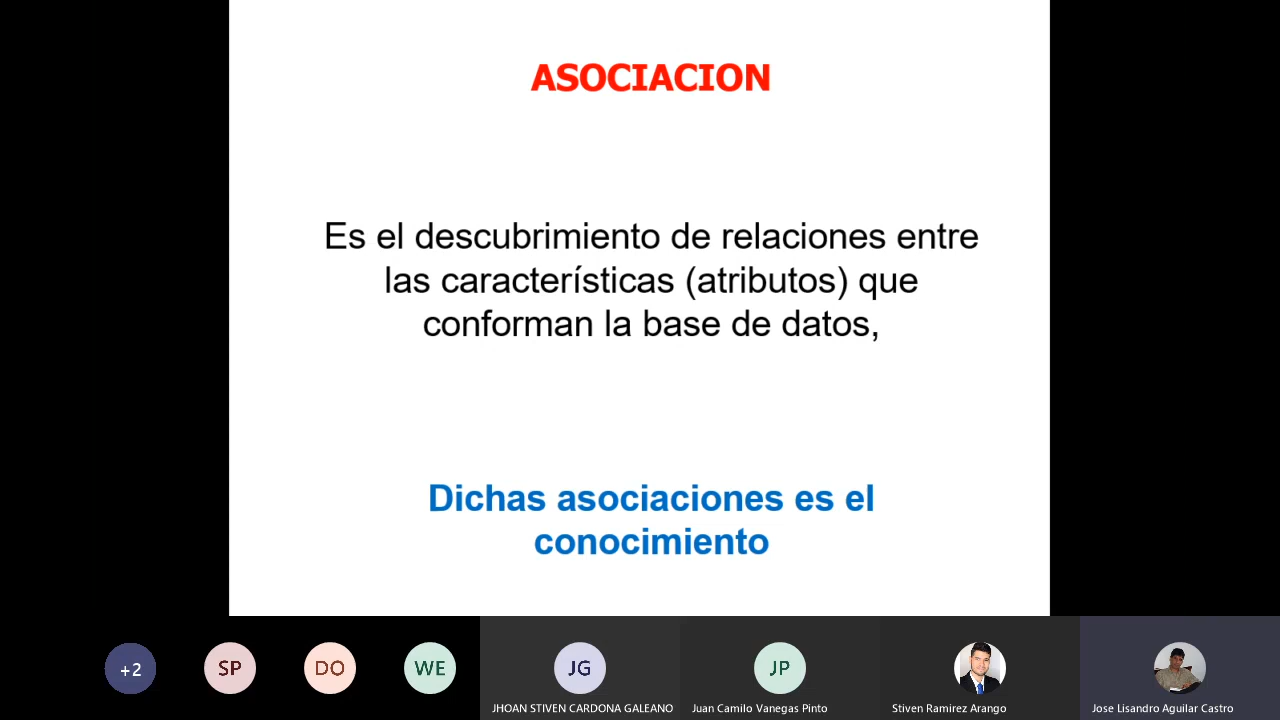 ASOCIACION
Es el descubrimiento de relaciones entre
las características (atributos) que
conforman la base de datos,
Dichas asociaciones es el
conocimiento
+2
SP
DO
WE
JG
JP
JHOAN STIVEN CARDONA GALEANO
Juan Camilo Vanegas Pinto
Stiven Ramirez Arango
Jose Lisandro Aguilar Castro